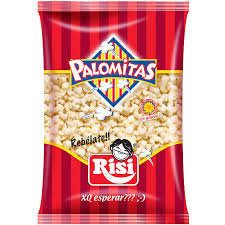 PALOMITAS
Rebélate!!
Risi
XQ esperar??? ;-)